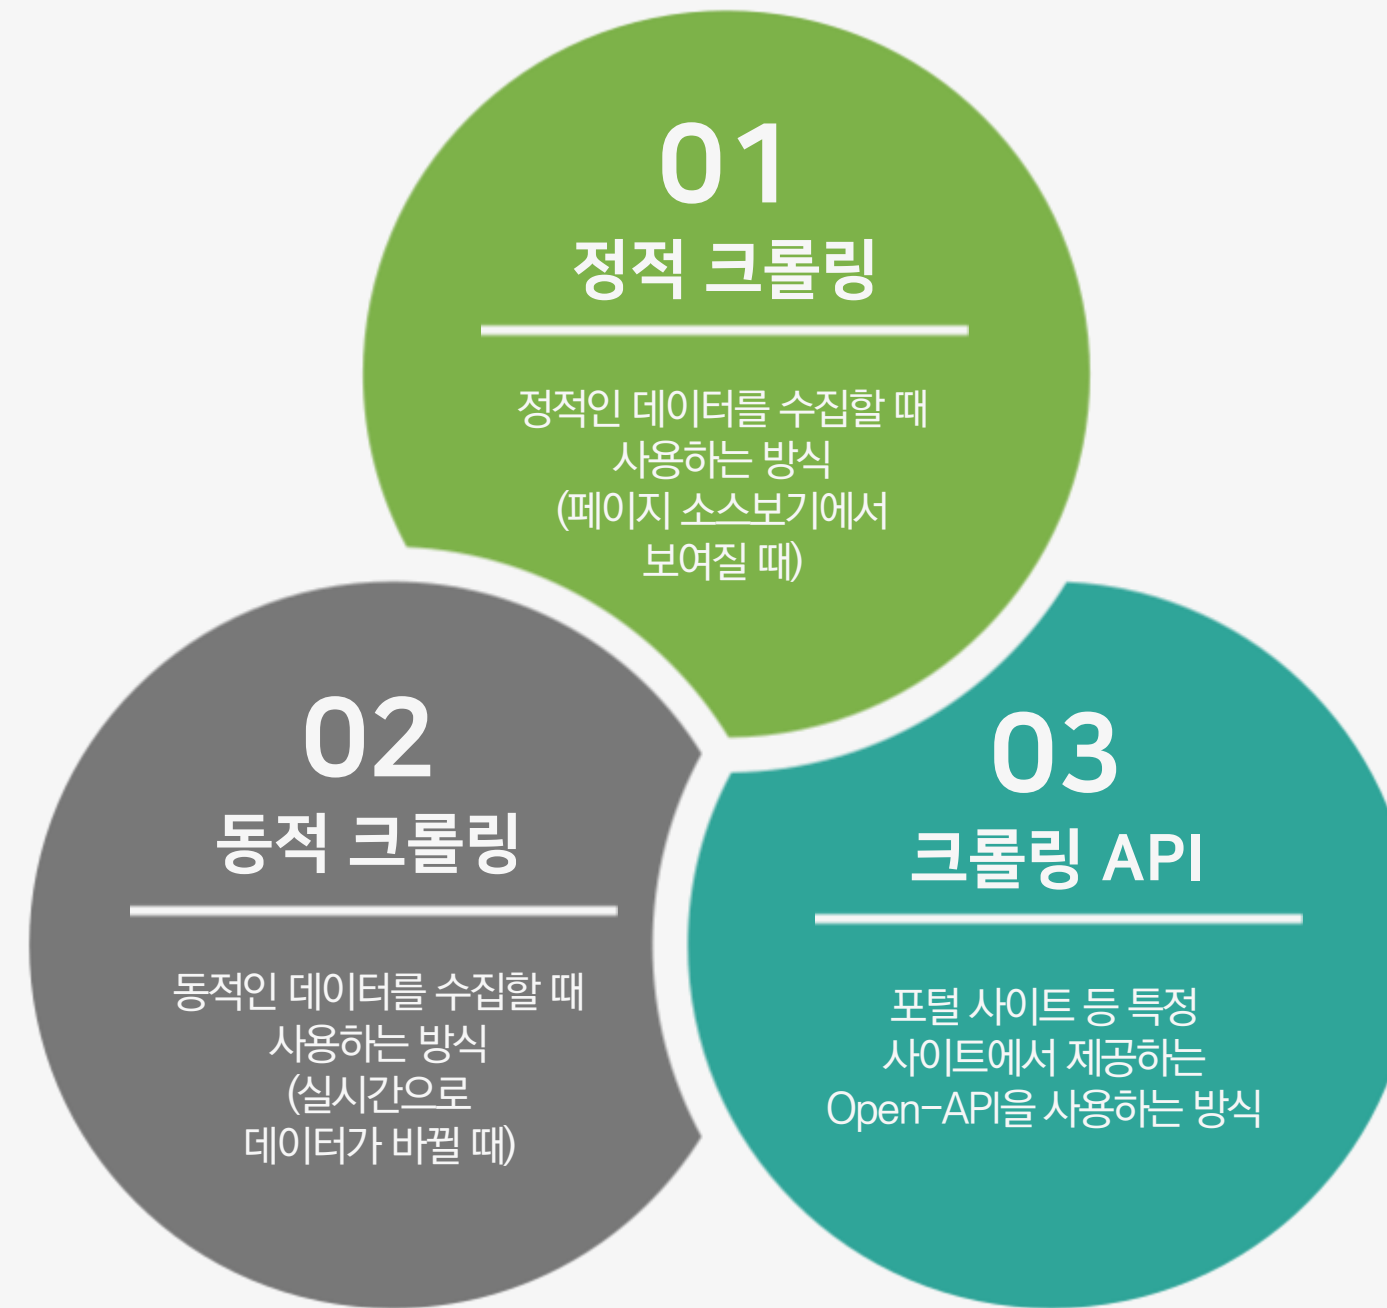 01
정적 크롤링
정적인 데이터를 수집할 때
사용하는 방식
(페이지 소스보기에서
보여질 때)
02
동적 크롤링
동적인 데이터를 수집할 때
사용하는 방식
(실시간으로
데이터가 바뀔 때)
03
크롤링 API
포털 사이트 등 특정
사이트에서 제공하는
Open-API을 사용하는 방식